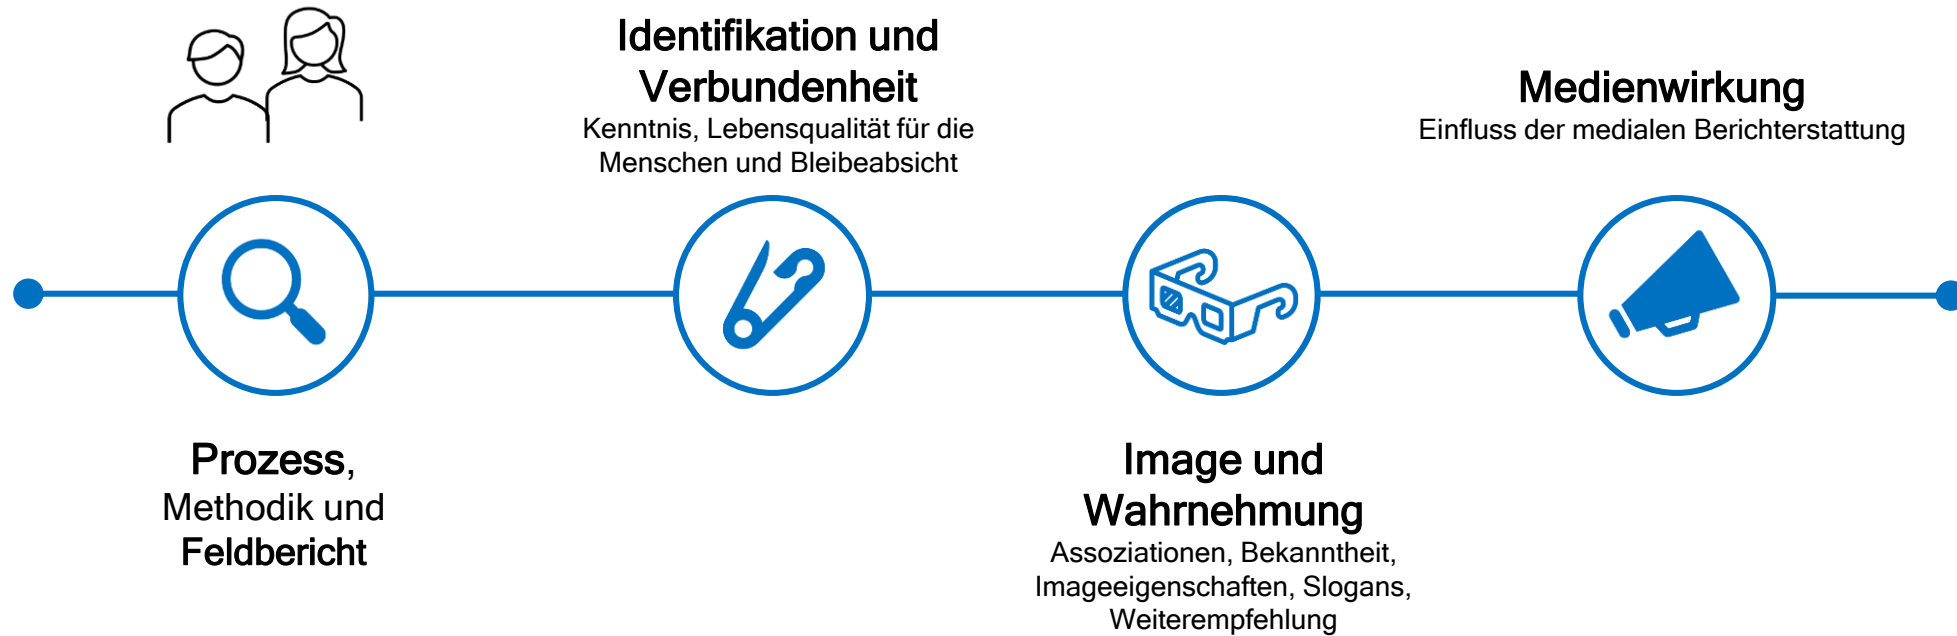 Prozess,
Methodik und
Feldbericht
Identifikation und
Verbundenheit
Kenntnis, Lebensqualität für die
Menschen und Bleibeabsicht
Image und
Wahrnehmung
Assoziationen, Bekanntheit,
Imageeigenschaften, Slogans,
Weiterempfehlung
Medienwirkung
Einfluss der medialen Berichterstattung